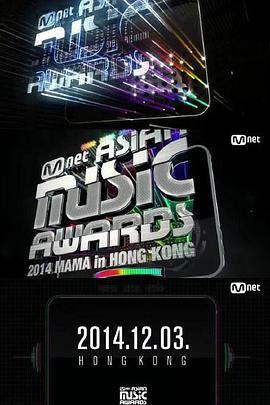 Mnet ASIAN
MUSIC
AWARDS
Mnet
Mnet ASIAN
MUSIC
AWARDS
2014 MAMA in HONG KONG
Mnet
2014.12.03.
HONG KONG
Mnet ASIAN
MUSIC
AWARDS